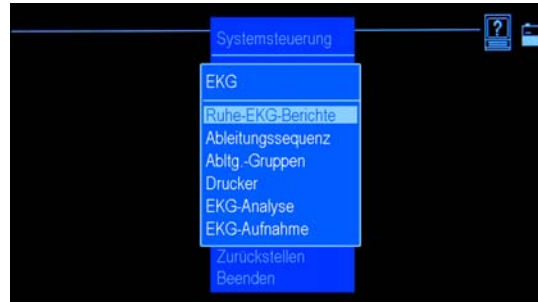 Systemsteuerung
?
EKG
Ruhe-EKG-Berichte
Ableitungssequenz
Abltg.-Gruppen
Drucker
EKG-Analyse
EKG-Aufnahme
Zurückstellen
Beenden